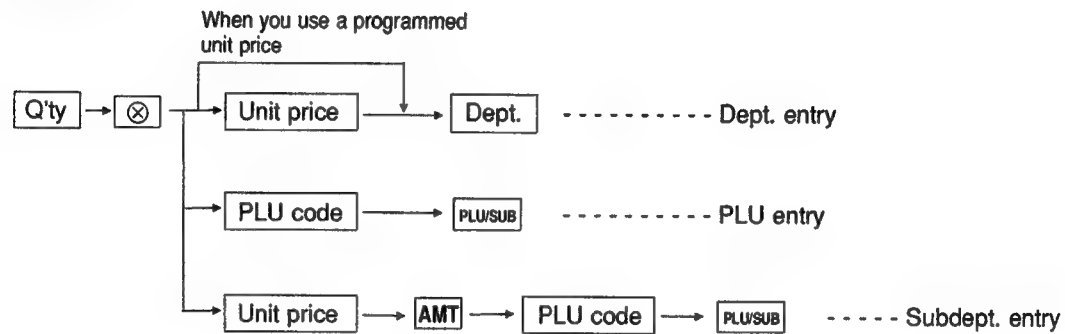 When you use a programmed
unit price
Q'ty ⊗ Unit price Dept. - - - - - - - - - - Dept. entry
PLU code PLU/SUB - - - - - - - - - - PLU entry
Unit price AMT PLU code PLU/SUB - - - - - Subdept. entry